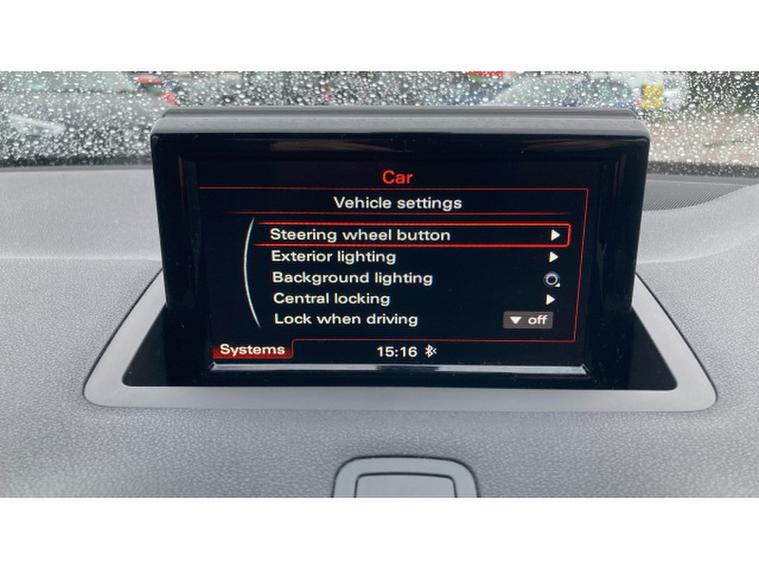 Car
Vehicle settings
Steering wheel button
Exterior lighting
Background lighting
Central locking
Lock when driving off
Systems 15:16